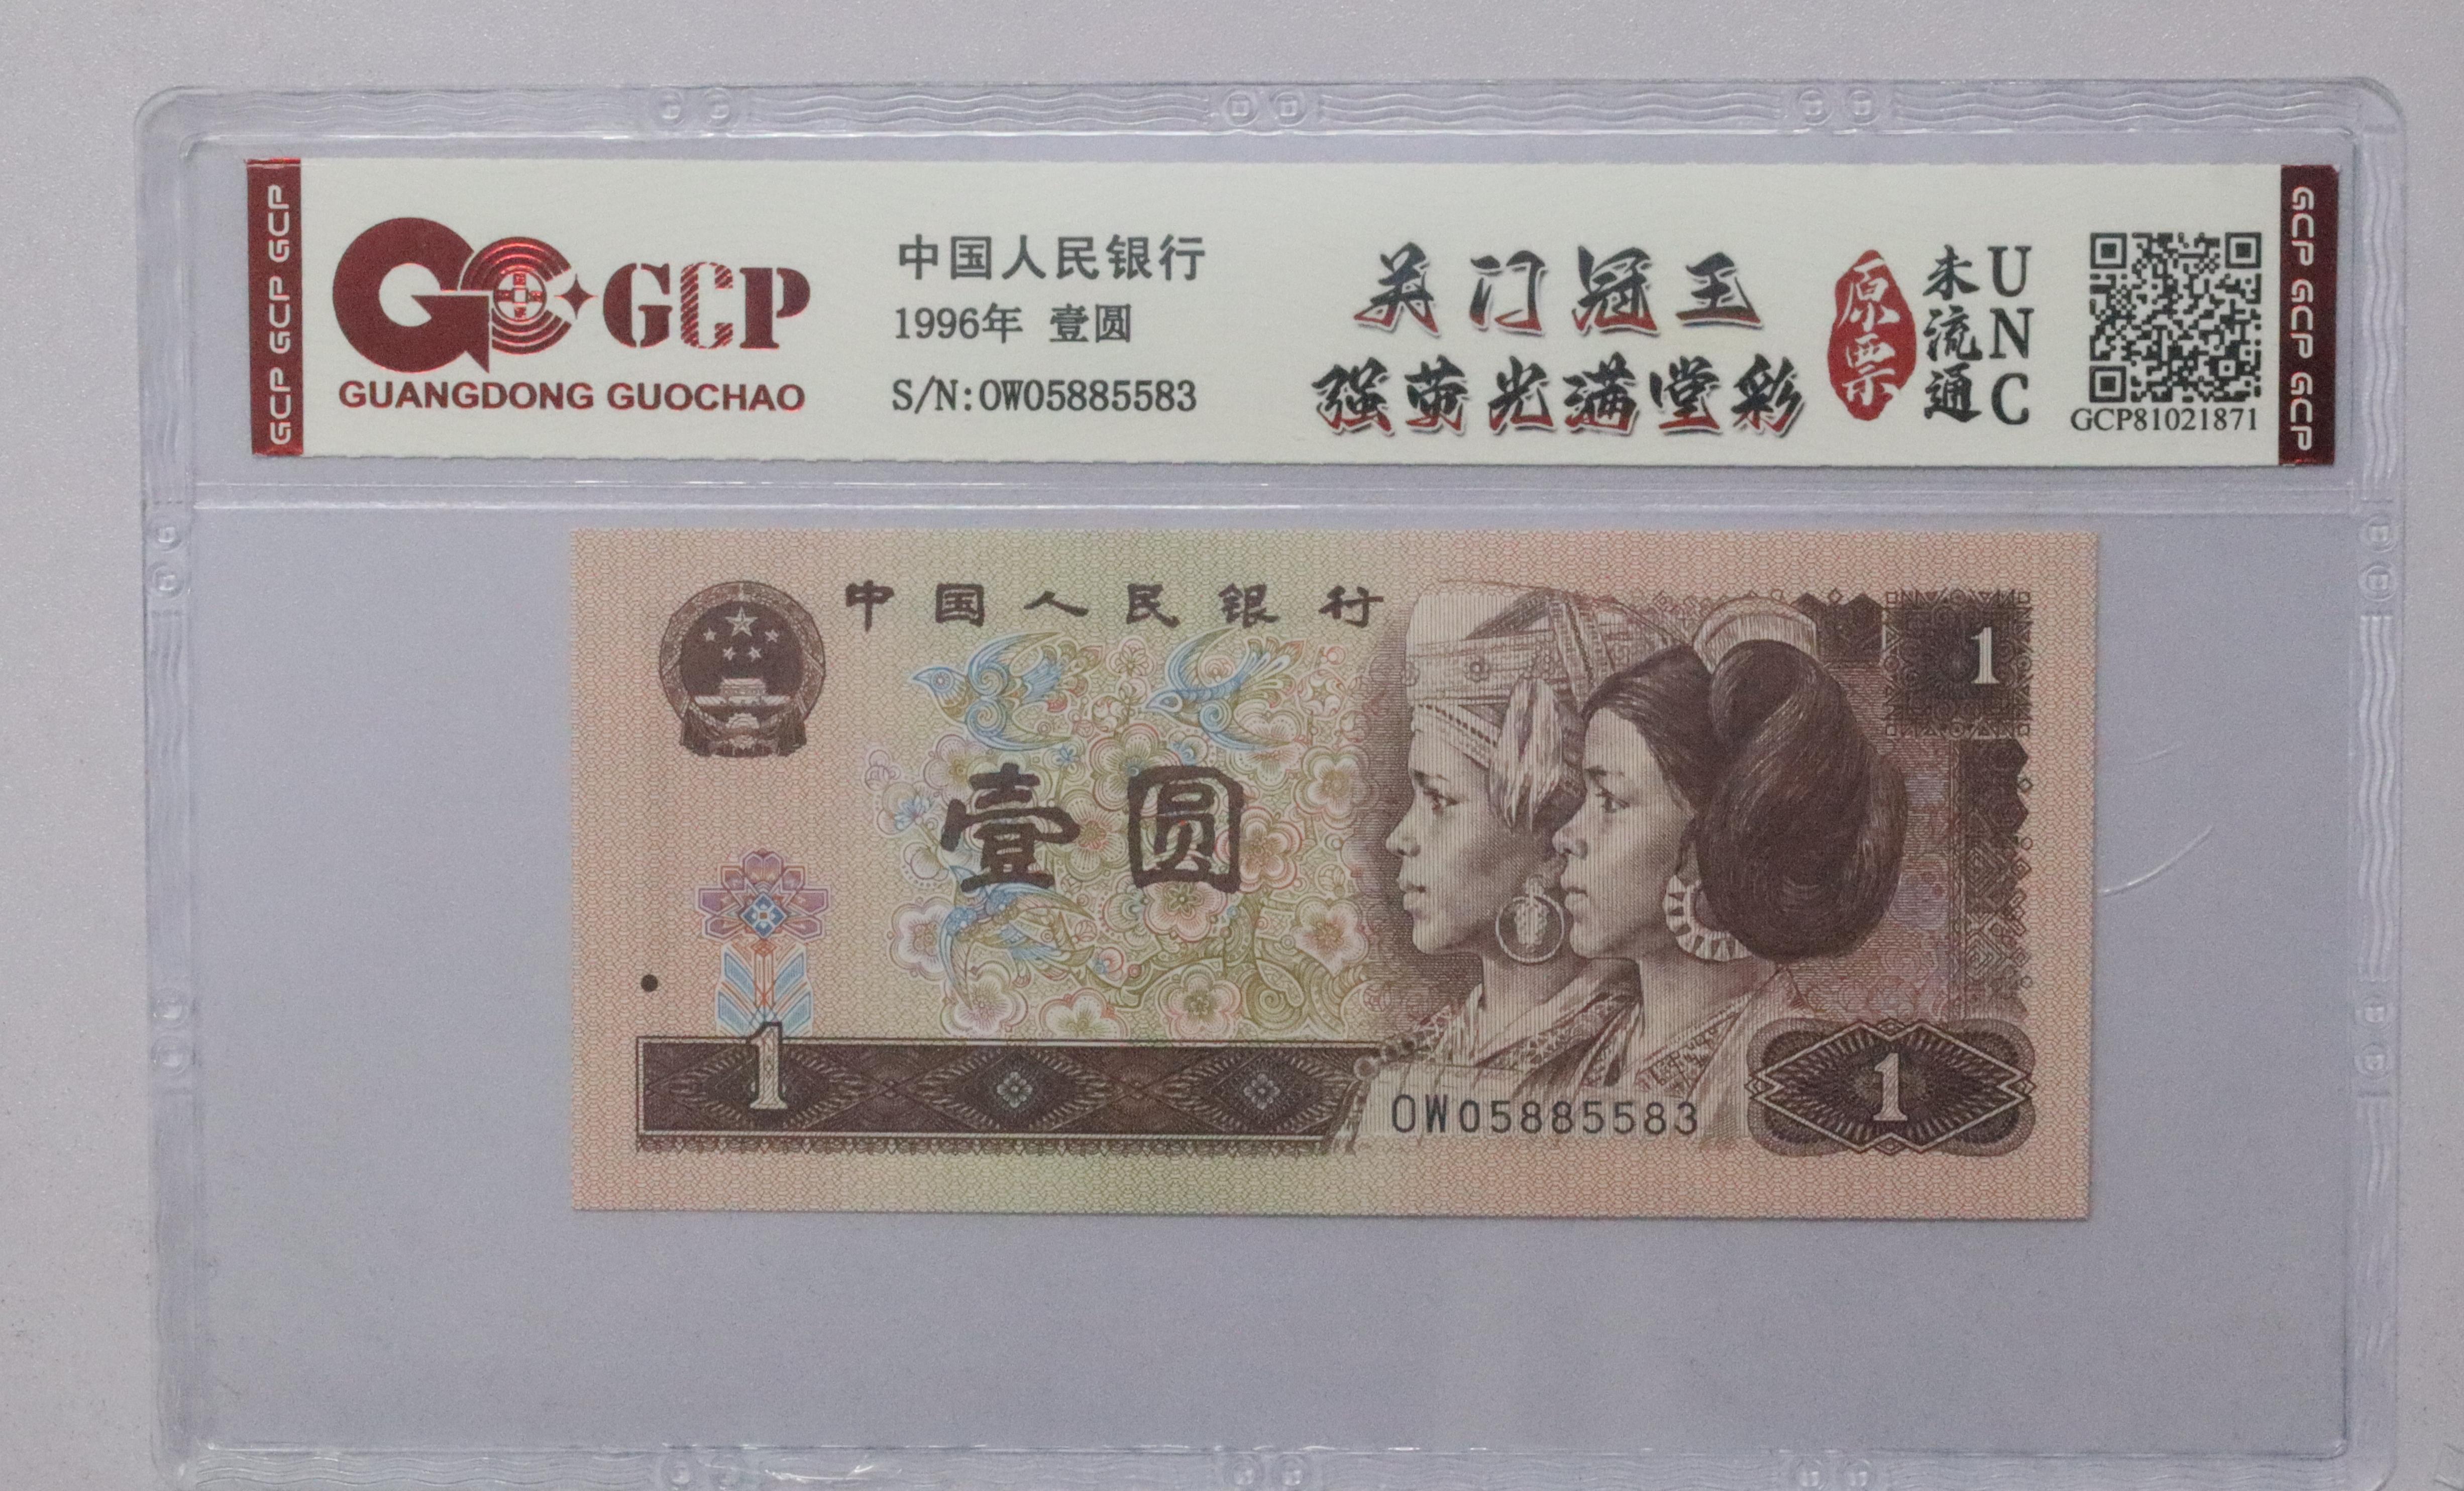 GCP GCP GCP
GCP
GUANGDONG GUOCHAO
中国人民银行
1996年 壹圆
S/N:OW05885583
关门冠王
强荧光满堂彩
原票
未流通
UNC
GCP81021871
GCP GCP GCP
中国人民银行
1
壹圆
1
OW05885583
1